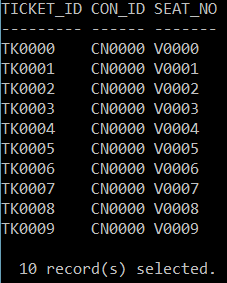 TICKET_ID CON_ID SEAT_NO
--------- ------ -------
TK0000    CN0000 V0000
TK0001    CN0000 V0001
TK0002    CN0000 V0002
TK0003    CN0000 V0003
TK0004    CN0000 V0004
TK0005    CN0000 V0005
TK0006    CN0000 V0006
TK0007    CN0000 V0007
TK0008    CN0000 V0008
TK0009    CN0000 V0009
10 record(s) selected.